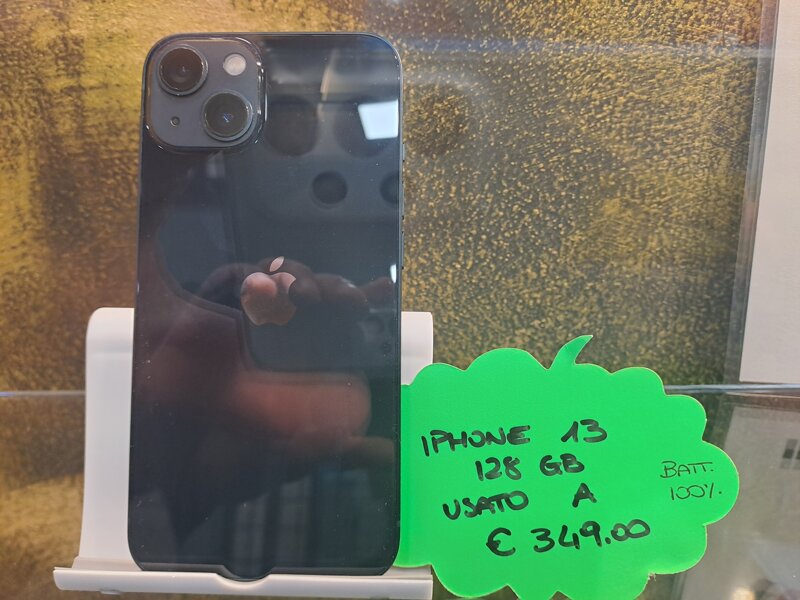 IPHONE 13
128 GB
USATO A
€ 349.00
BATT.
100%.